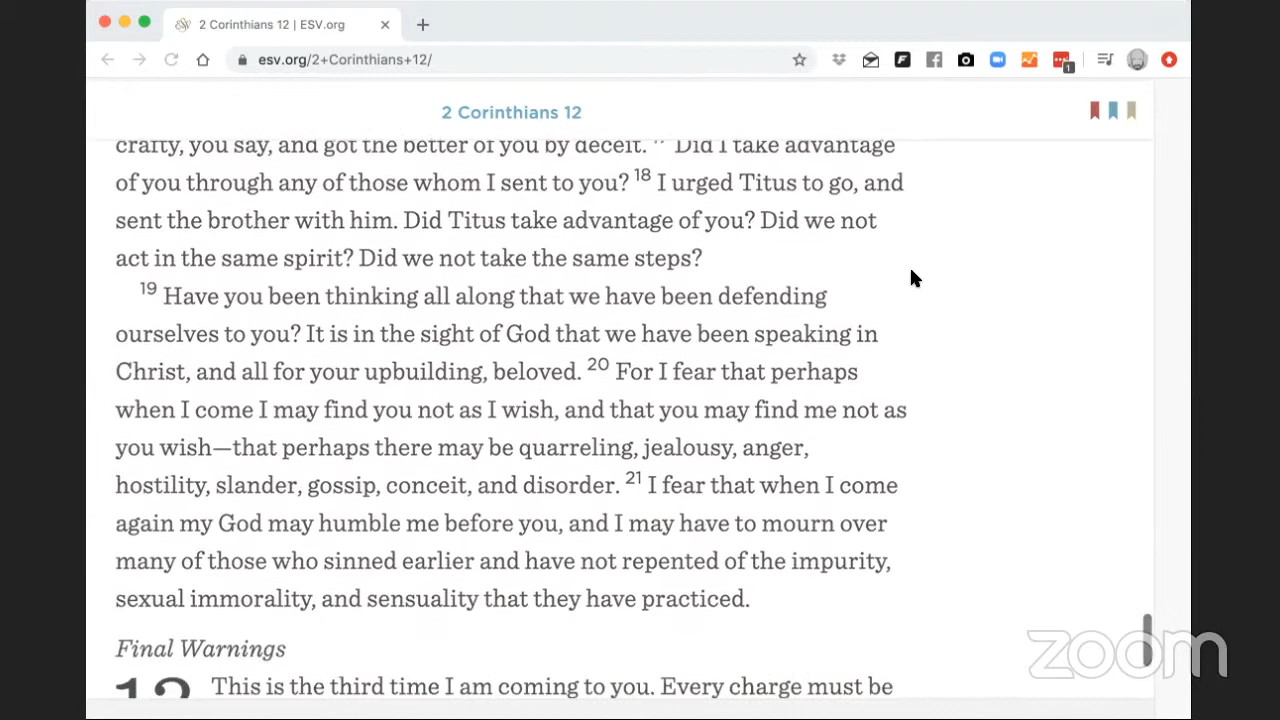 2 Corinthians 12 | ESV.org
esv.org/2+Corinthians+12/
1
2 Corinthians 12
crafty, you say, and got the better of you by deceit. Did I take advantage
of you through any of those whom I sent to you? 18 I urged Titus to go, and
sent the brother with him. Did Titus take advantage of you? Did we not
act in the same spirit? Did we not take the same steps?
19 Have you been thinking all along that we have been defending
ourselves to you? It is in the sight of God that we have been speaking in
Christ, and all for your upbuilding, beloved. 20 For I fear that perhaps
when I come I may find you not as I wish, and that you may find me not as
you wish—that perhaps there may be quarreling, jealousy, anger,
hostility, slander, gossip, conceit, and disorder. 21 I fear that when I come
again my God may humble me before you, and I may have to mourn over
many of those who sinned earlier and have not repented of the impurity,
sexual immorality, and sensuality that they have practiced.
Final Warnings
This is the third time I am coming to you. Every charge must be
zoom